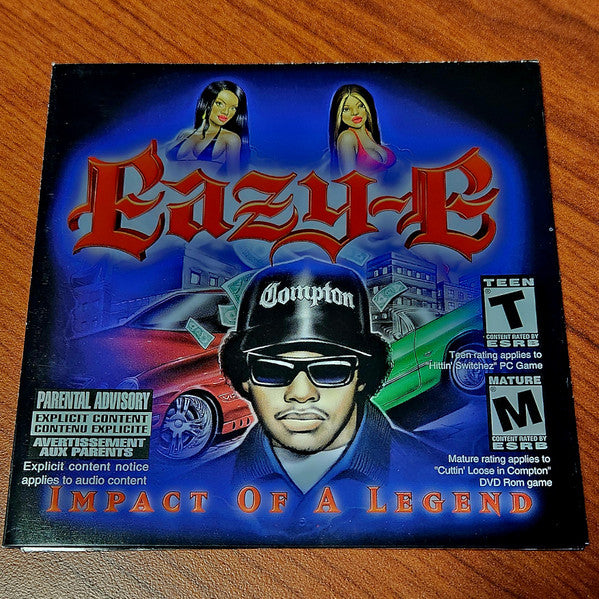 Eazy-E
Compton
TEEN
T
CONTENT RATED BY
ESRB
Teen rating applies to
"Hittin' Switchez" PC Game
MATURE
M
CONTENT RATED BY
ESRB
Mature rating applies to
"Cuttin' Loose in Compton"
DVD Rom game
PARENTAL ADVISORY
EXPLICIT CONTENT
CONTENU EXPLICITE
AVERTISSEMENT
AUX PARENTS
Explicit content notice
applies to audio content
IMPACT OF A LEGEND